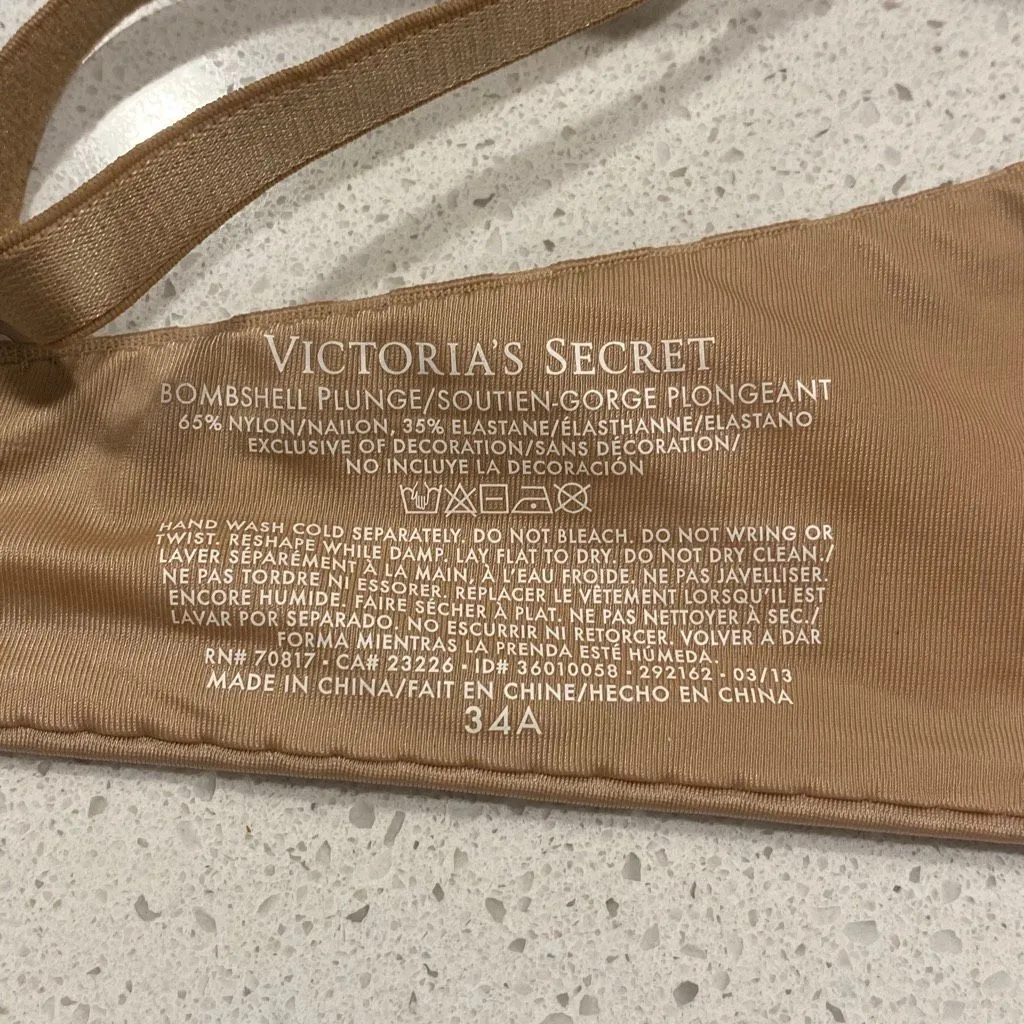 VICTORIA'S SECRET
BOMBSHELL PLUNGE/SOUTIEN-GORGE PLONGEANT
65% NYLON/NAILON, 35% ELASTANE/ÉLASTHANNE/ELASTANO
EXCLUSIVE OF DECORATION/SANS DÉCORATION/
NO INCLUYE LA DECORACIÓN
HAND WASH COLD SEPARATELY. DO NOT BLEACH. DO NOT WRING OR
TWIST. RESHAPE WHILE DAMP. LAY FLAT TO DRY. DO NOT DRY CLEAN./
LAVER SÉPARÉMENT À LA MAIN, À L'EAU FROIDE. NE PAS JAVELLISER.
NE PAS TORDRE NI ESSORER. REPLACER LE VÊTEMENT LORSQU'IL EST
ENCORE HUMIDE. FAIRE SÉCHER À PLAT. NE PAS NETTOYER À SEC./
LAVAR POR SEPARADO. NO ESCURRIR NI RETORCER. VOLVER A DAR
FORMA MIENTRAS LA PRENDA ESTÉ HÚMEDA.
RN# 70817 • CA# 23226 • ID# 36010058 • 292162 • 03/13
MADE IN CHINA/FAIT EN CHINE/HECHO EN CHINA
34A